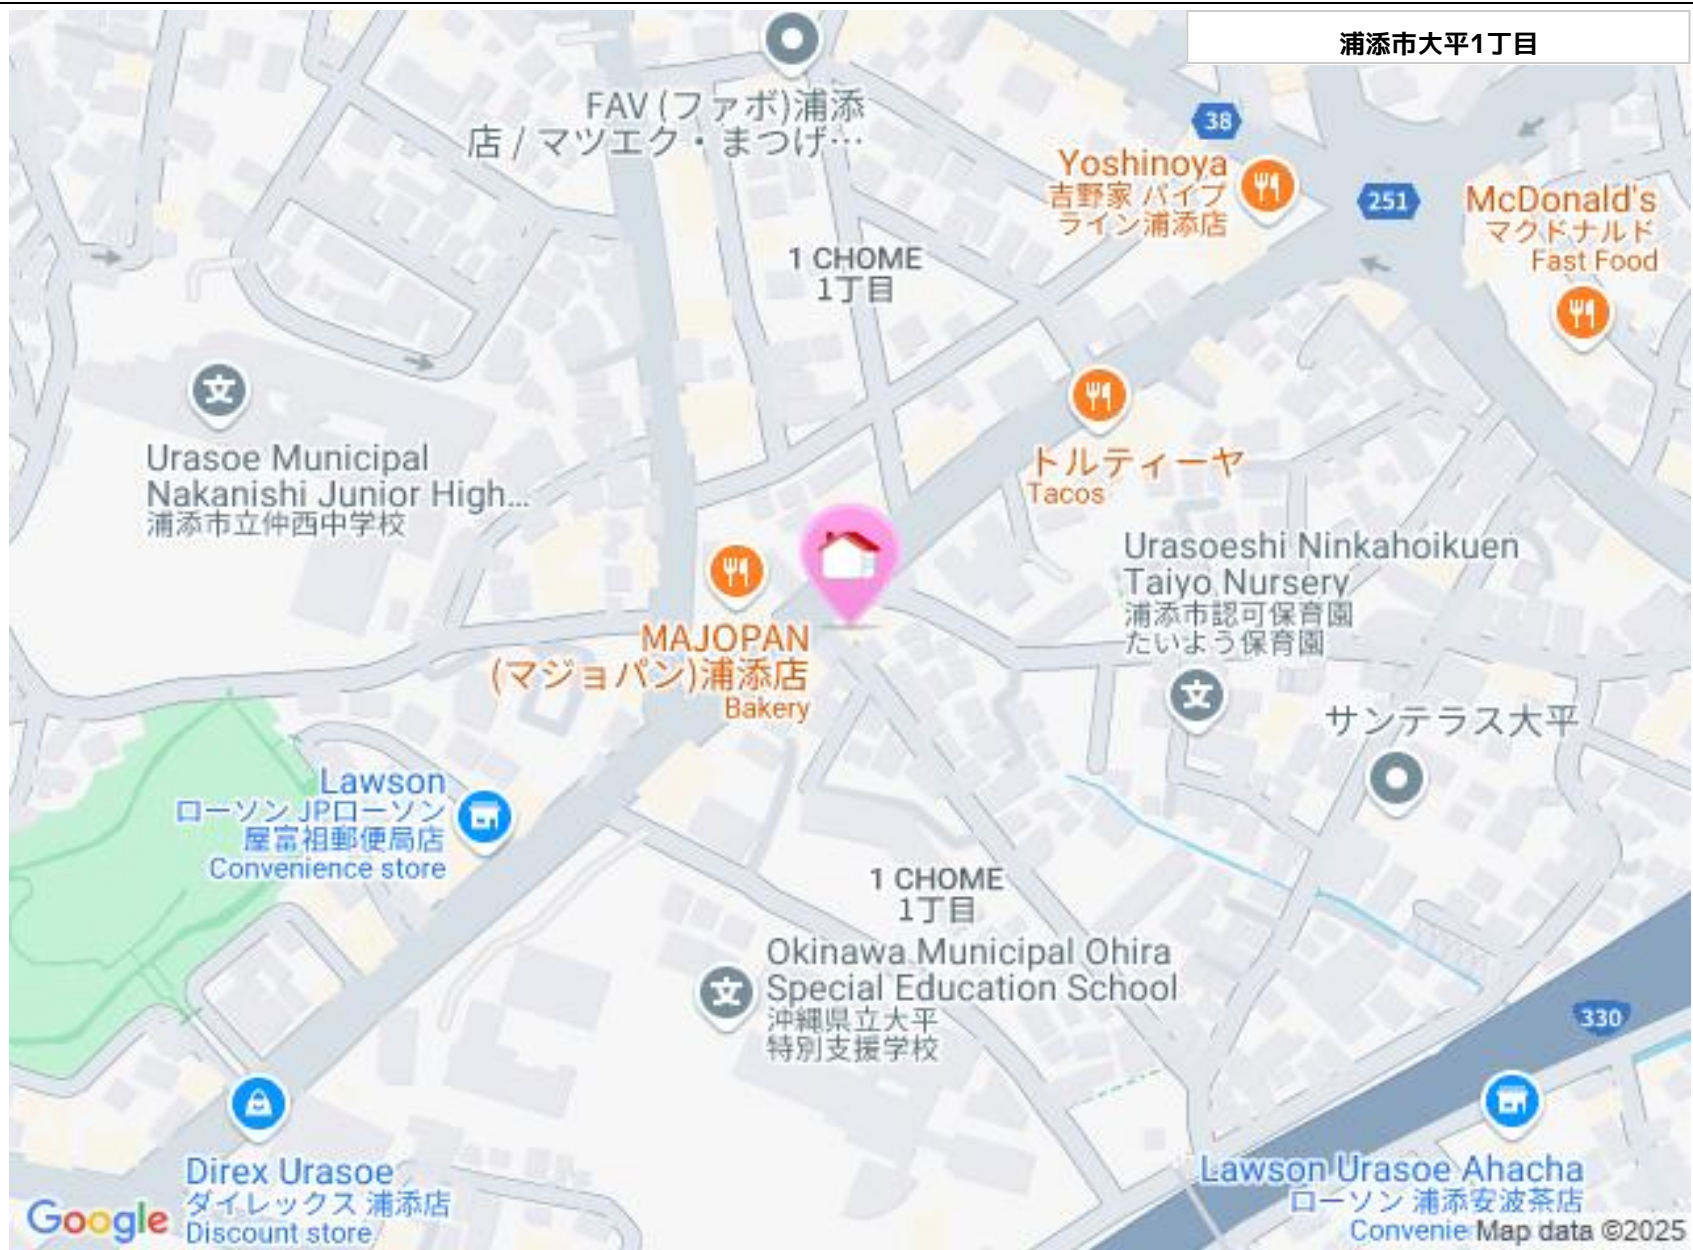 浦添市大平1丁目
FAV (ファボ)浦添
店 / マツエク・まつげ…
38
Yoshinoya
吉野家 パイプ
ライン浦添店
251
McDonald's
マクドナルド
Fast Food
1 CHOME
1丁目
Urasoe Municipal
Nakanishi Junior High...
浦添市立仲西中学校
トルティーヤ
Tacos
Urasoeshi Ninkahoikuen
Taiyo Nursery
浦添市認可保育園
たいよう保育園
MAJOPAN
(マジョパン)浦添店
Bakery
サンテラス大平
Lawson
ローソン JPローソン
屋富祖郵便局店
Convenience store
1 CHOME
1丁目
Okinawa Municipal Ohira
Special Education School
沖縄県立大平
特別支援学校
330
Direx Urasoe
ダイレックス 浦添店
Discount store
Lawson Urasoe Ahacha
ローソン 浦添安波茶店
Convenie
Google
Map data ©2025